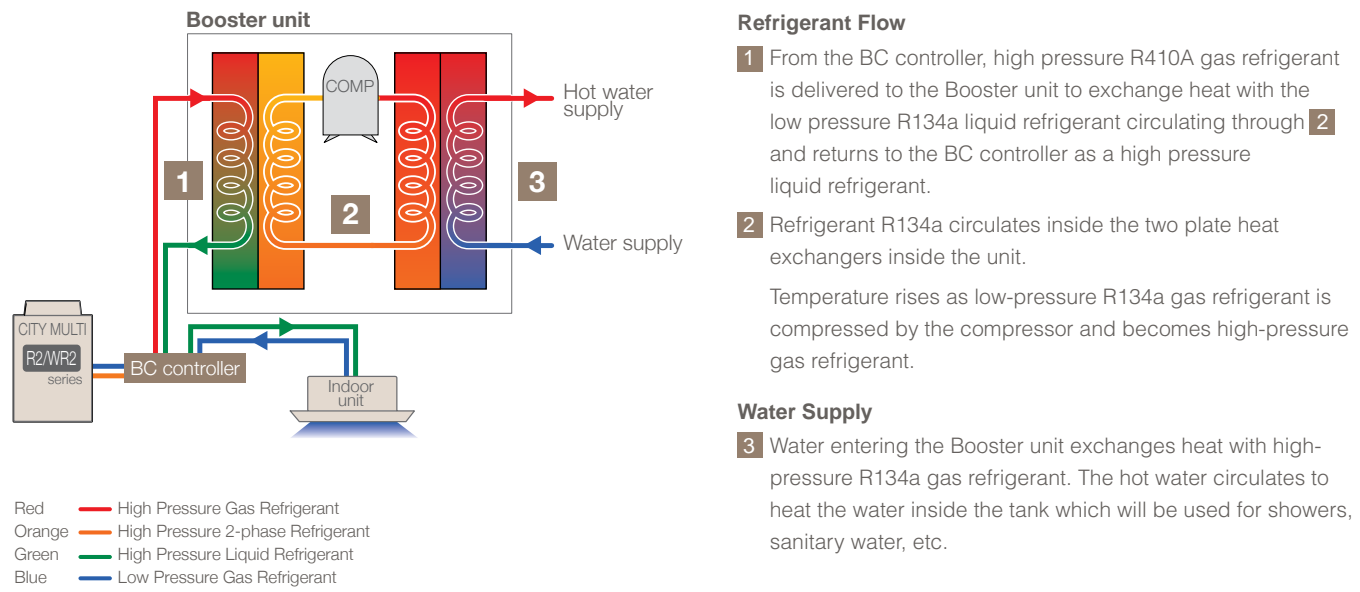 Booster unit
COMP
Hot water
supply
1
2
3
Water supply
CITY MULTI
R2/WR2
series
BC controller
Indoor
unit
Red High Pressure Gas Refrigerant
Orange High Pressure 2-phase Refrigerant
Green High Pressure Liquid Refrigerant
Blue Low Pressure Gas Refrigerant
Refrigerant Flow
1 From the BC controller, high pressure R410A gas refrigerant
is delivered to the Booster unit to exchange heat with the
low pressure R134a liquid refrigerant circulating through 2
and returns to the BC controller as a high pressure
liquid refrigerant.
2 Refrigerant R134a circulates inside the two plate heat
exchangers inside the unit.
Temperature rises as low-pressure R134a gas refrigerant is
compressed by the compressor and becomes high-pressure
gas refrigerant.
Water Supply
3 Water entering the Booster unit exchanges heat with high-
pressure R134a gas refrigerant. The hot water circulates to
heat the water inside the tank which will be used for showers,
sanitary water, etc.